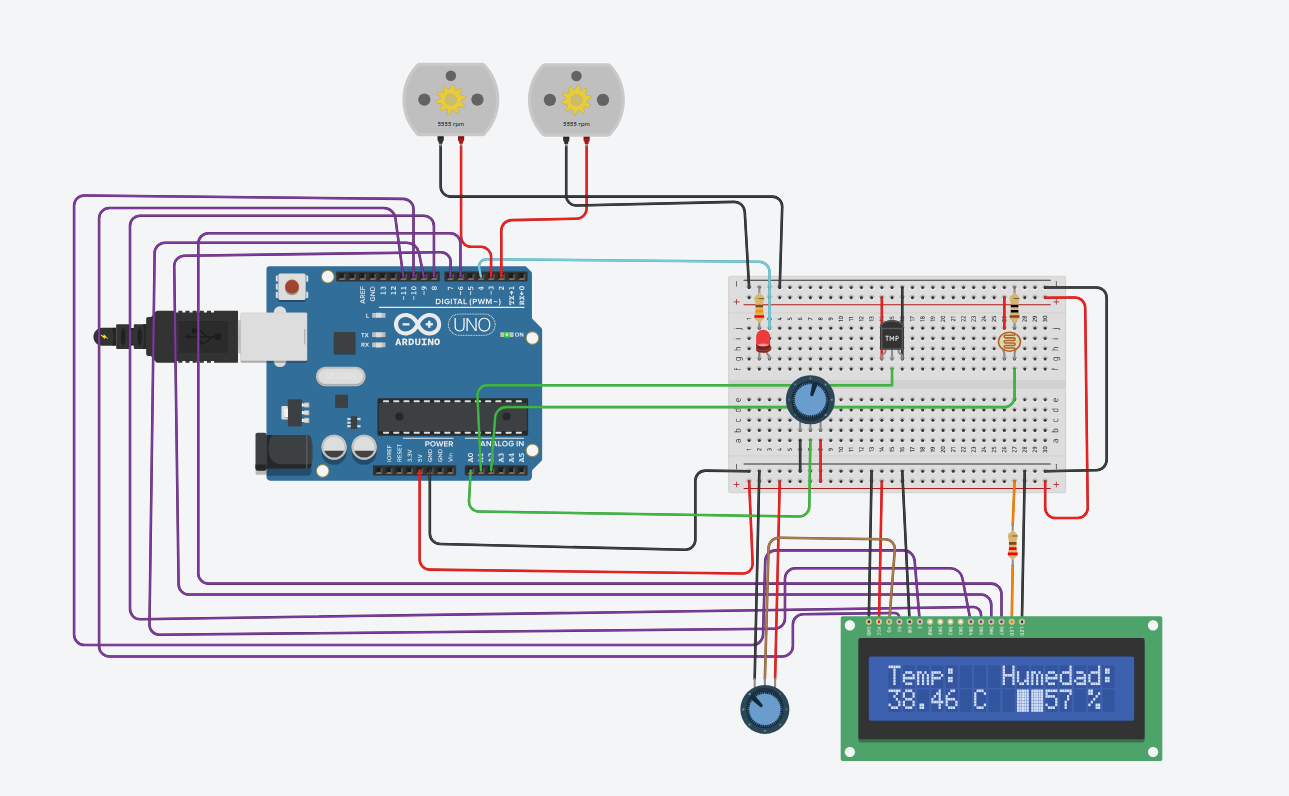 5555 rpm
5555 rpm
AREF
GND
13
12
~11
~10
~9
8
7
~6
~5
4
~3
2
TX→1
RX←0
DIGITAL (PWM~)
L
TX
RX
UNO
ON
ARDUINO
TMP
POWER
ANALOG IN
IOREF
RESET
3.3V
5V
GND
GND
Vin
A0
A3
A4
A5
Temp: Humedad:
38.46 C 57 %